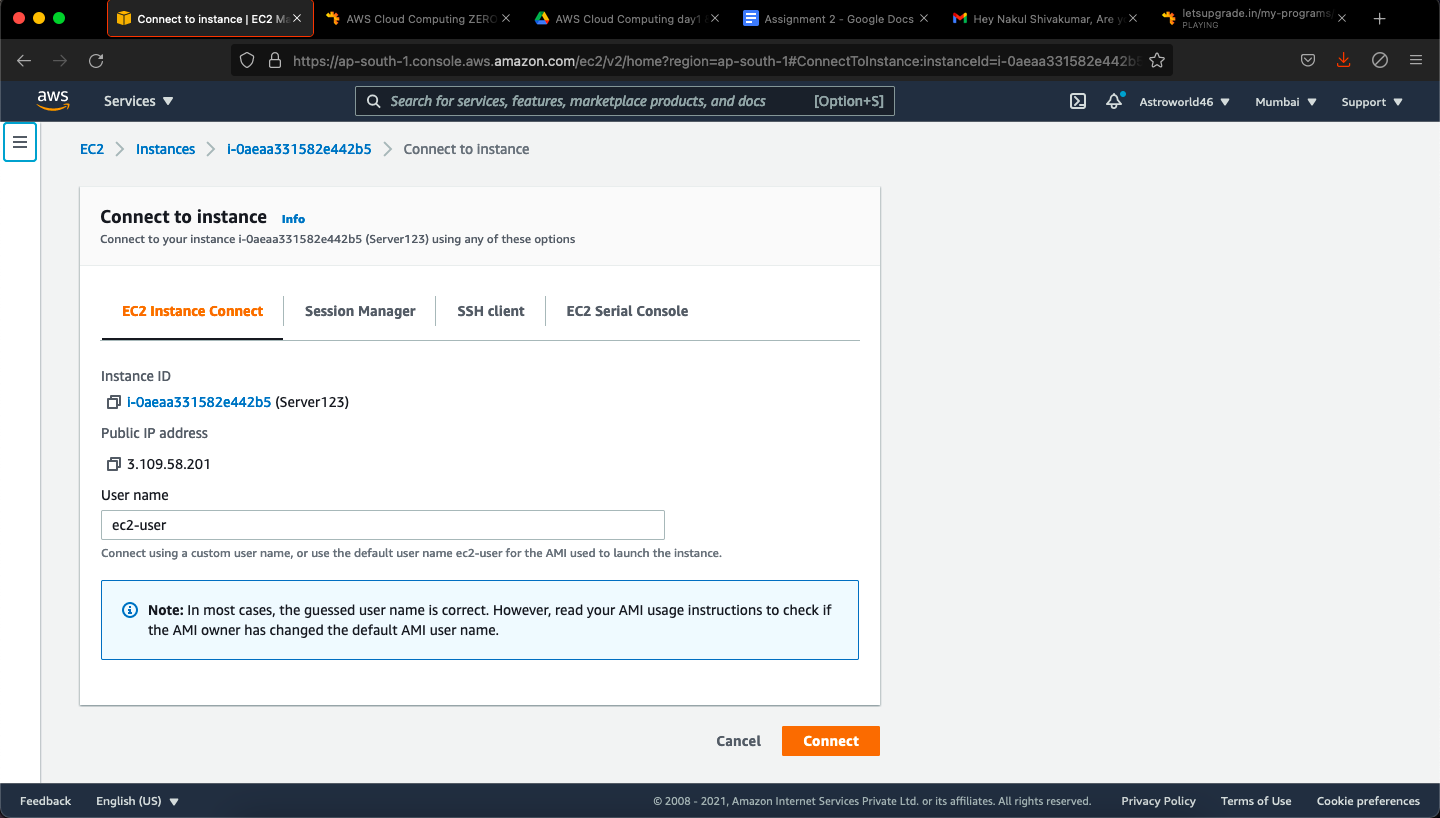 Connect to instance | EC2 Ma
AWS Cloud Computing ZERO
AWS Cloud Computing day1
Assignment 2 - Google Docs
Hey Nakul Shivakumar, Are y
letsupgrade.in/my-programs/
PLAYING
https://ap-south-1.console.aws.amazon.com/ec2/v2/home?region=ap-south-1#ConnectToInstance:instanceId=i-0aeaa331582e442b5
aws
Services
Search for services, features, marketplace products, and docs
[Option+S]
Astroworld46
Mumbai
Support
EC2 Instances i-0aeaa331582e442b5 Connect to instance
Connect to instance Info
Connect to your instance i-0aeaa331582e442b5 (Server123) using any of these options
EC2 Instance Connect Session Manager SSH client EC2 Serial Console
Instance ID
i-0aeaa331582e442b5 (Server123)
Public IP address
3.109.58.201
User name
ec2-user
Connect using a custom user name, or use the default user name ec2-user for the AMI used to launch the instance.
Note: In most cases, the guessed user name is correct. However, read your AMI usage instructions to check if
the AMI owner has changed the default AMI user name.
Cancel Connect
Feedback English (US) © 2008 - 2021, Amazon Internet Services Private Ltd. or its affiliates. All rights reserved. Privacy Policy Terms of Use Cookie preferences